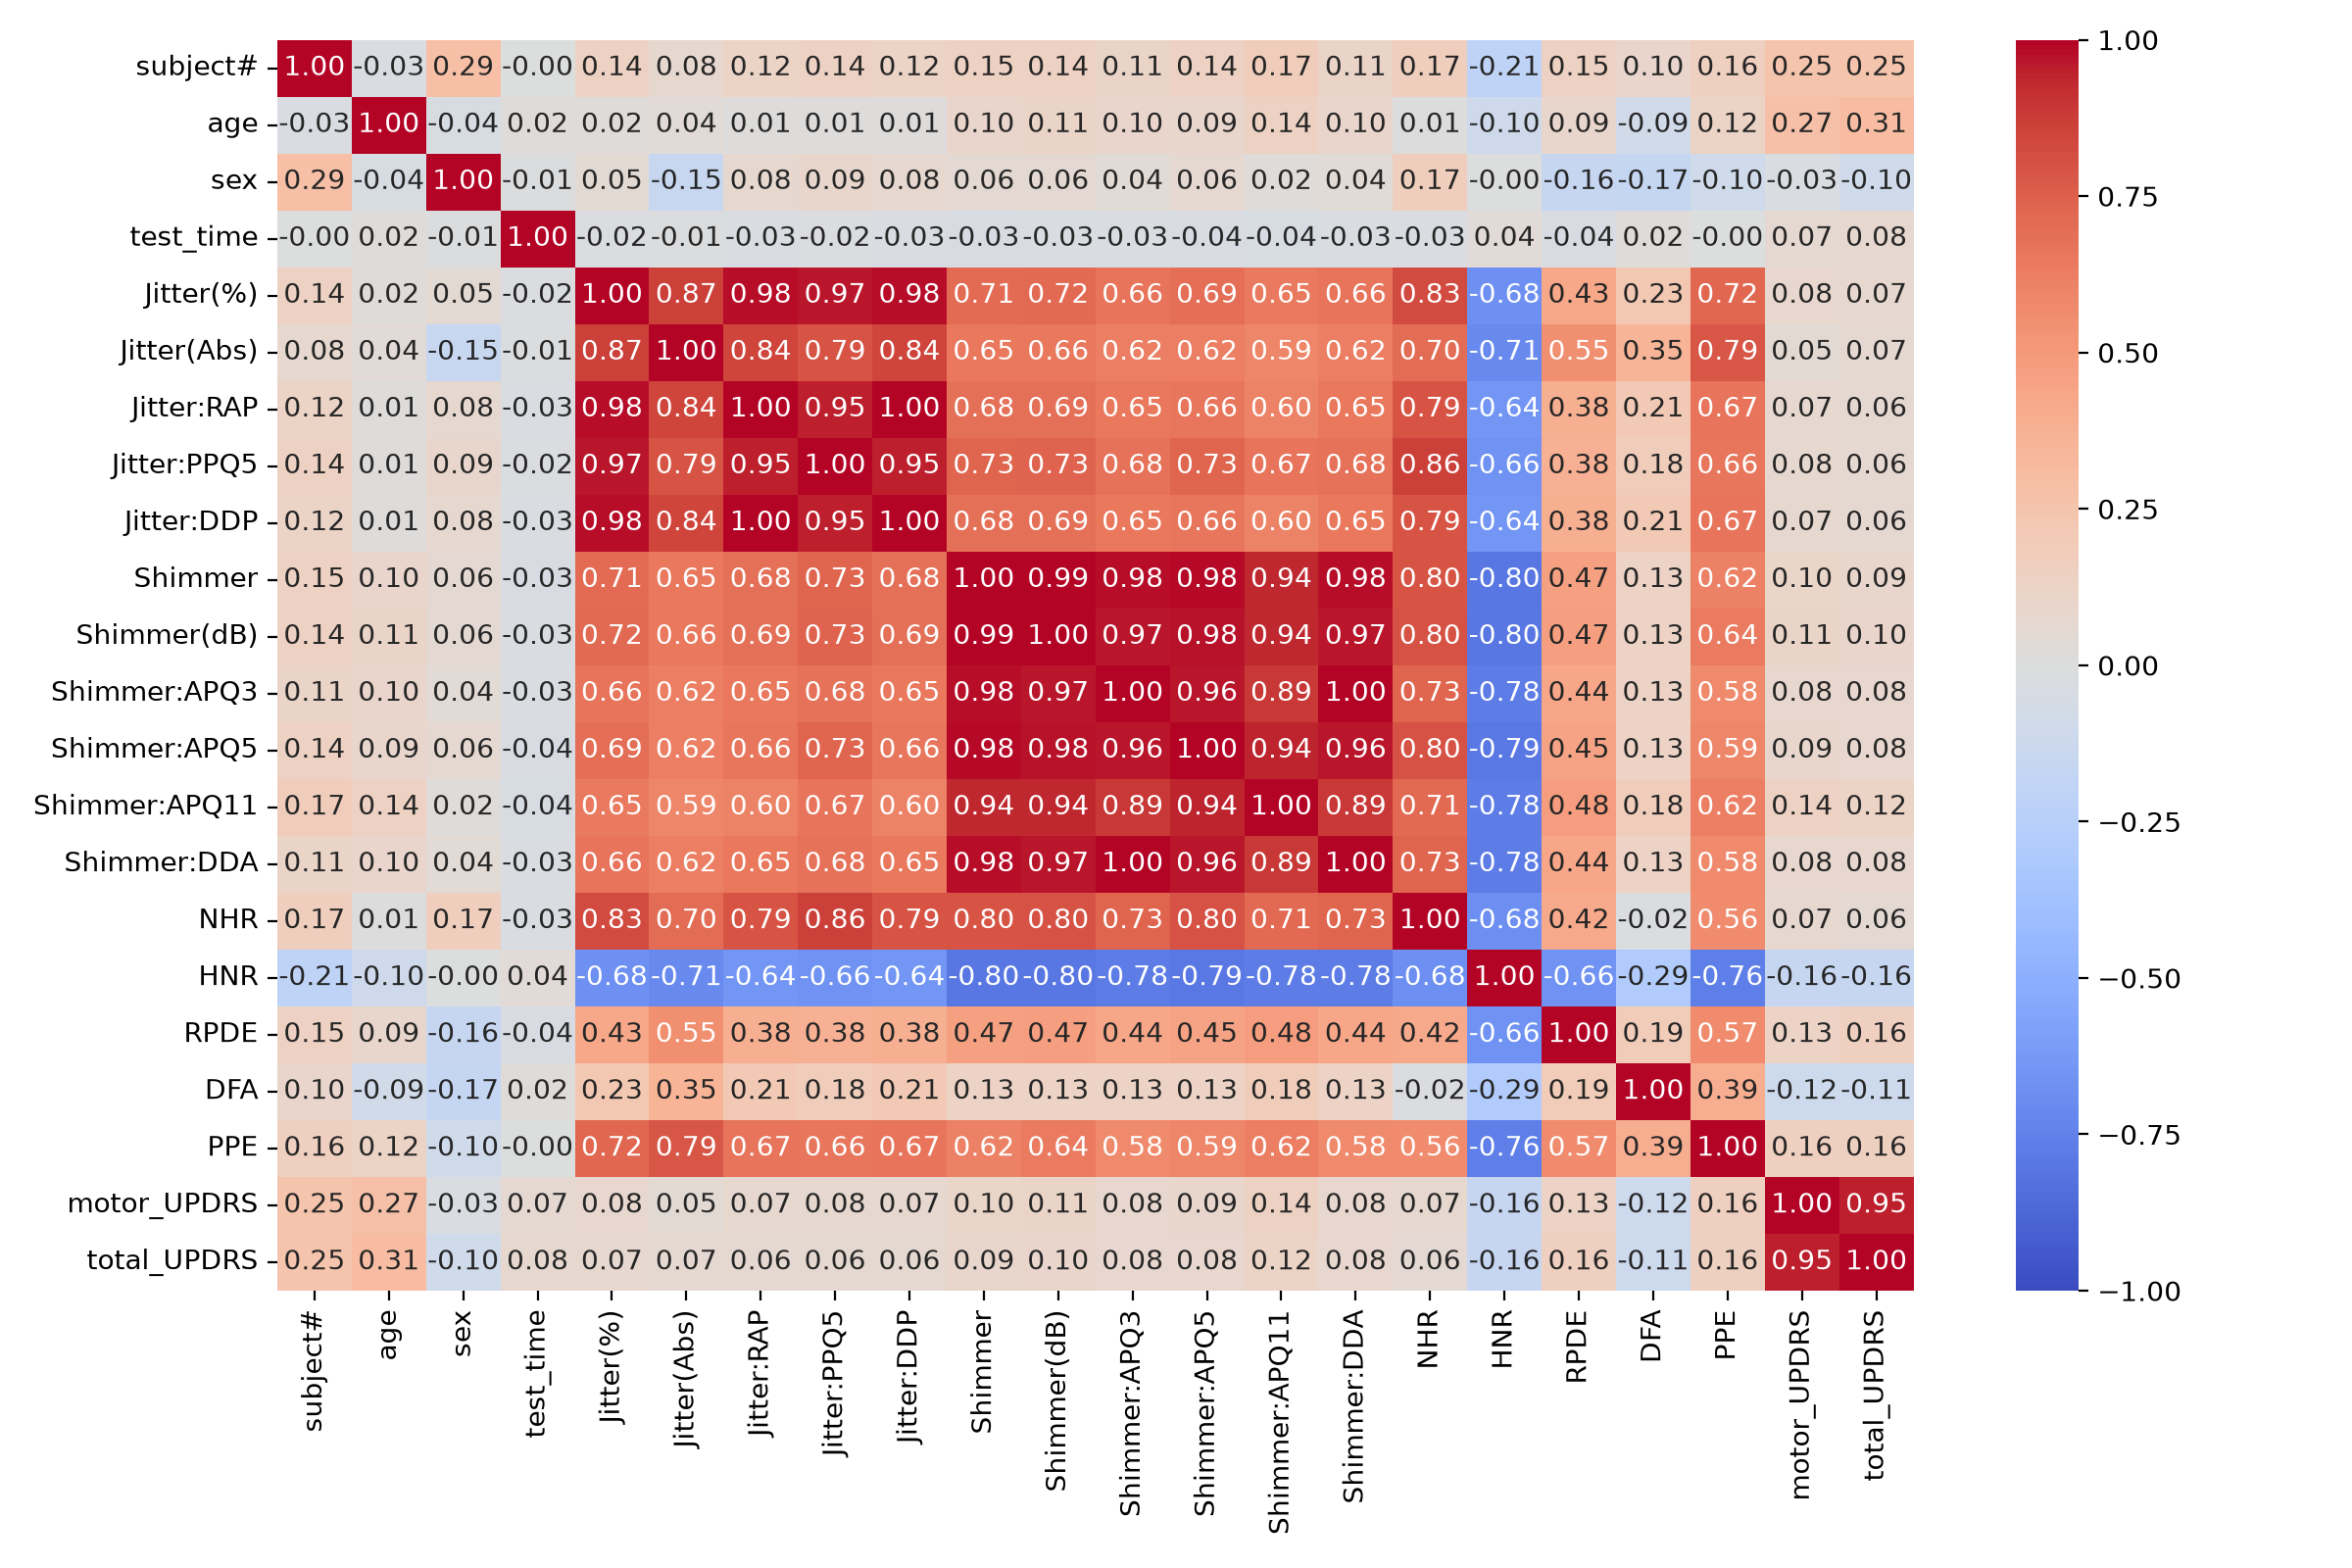 subject# 1.00 -0.03 0.29 -0.00 0.14 0.08 0.12 0.14 0.12 0.15 0.14 0.11 0.14 0.17 0.11 0.17 -0.21 0.15 0.10 0.16 0.25 0.25
age -0.03 1.00 -0.04 0.02 0.02 0.04 0.01 0.01 0.01 0.10 0.11 0.10 0.09 0.14 0.10 0.01 -0.10 0.09 -0.09 0.12 0.27 0.31
sex 0.29 -0.04 1.00 -0.01 0.05 -0.15 0.08 0.09 0.08 0.06 0.06 0.04 0.06 0.02 0.04 0.17 -0.00 -0.16 -0.17 -0.10 -0.03 -0.10
test_time -0.00 0.02 -0.01 1.00 -0.02 -0.01 -0.03 -0.02 -0.03 -0.03 -0.03 -0.03 -0.04 -0.04 -0.03 -0.03 0.04 -0.04 0.02 -0.00 0.07 0.08
Jitter(%) 0.14 0.02 0.05 -0.02 1.00 0.87 0.98 0.97 0.98 0.71 0.72 0.66 0.69 0.65 0.66 0.83 -0.68 0.43 0.23 0.72 0.08 0.07
Jitter(Abs) 0.08 0.04 -0.15 -0.01 0.87 1.00 0.84 0.79 0.84 0.65 0.66 0.62 0.62 0.59 0.62 0.70 -0.71 0.55 0.35 0.79 0.05 0.07
Jitter:RAP 0.12 0.01 0.08 -0.03 0.98 0.84 1.00 0.95 1.00 0.68 0.69 0.65 0.66 0.60 0.65 0.79 -0.64 0.38 0.21 0.67 0.07 0.06
Jitter:PPQ5 0.14 0.01 0.09 -0.02 0.97 0.79 0.95 1.00 0.95 0.73 0.73 0.68 0.73 0.67 0.68 0.86 -0.66 0.38 0.18 0.66 0.08 0.06
Jitter:DDP 0.12 0.01 0.08 -0.03 0.98 0.84 1.00 0.95 1.00 0.68 0.69 0.65 0.66 0.60 0.65 0.79 -0.64 0.38 0.21 0.67 0.07 0.06
Shimmer 0.15 0.10 0.06 -0.03 0.71 0.65 0.68 0.73 0.68 1.00 0.99 0.98 0.98 0.94 0.98 0.80 -0.80 0.47 0.13 0.62 0.10 0.09
Shimmer(dB) 0.14 0.11 0.06 -0.03 0.72 0.66 0.69 0.73 0.69 0.99 1.00 0.97 0.98 0.94 0.97 0.80 -0.80 0.47 0.13 0.64 0.11 0.10
Shimmer:APQ3 0.11 0.10 0.04 -0.03 0.66 0.62 0.65 0.68 0.65 0.98 0.97 1.00 0.96 0.89 1.00 0.73 -0.78 0.44 0.13 0.58 0.08 0.08
Shimmer:APQ5 0.14 0.09 0.06 -0.04 0.69 0.62 0.66 0.73 0.66 0.98 0.98 0.96 1.00 0.94 0.96 0.80 -0.79 0.45 0.13 0.59 0.09 0.08
Shimmer:APQ11 0.17 0.14 0.02 -0.04 0.65 0.59 0.60 0.67 0.60 0.94 0.94 0.89 0.94 1.00 0.89 0.71 -0.78 0.48 0.18 0.62 0.14 0.12
Shimmer:DDA 0.11 0.10 0.04 -0.03 0.66 0.62 0.65 0.68 0.65 0.98 0.97 1.00 0.96 0.89 1.00 0.73 -0.78 0.44 0.13 0.58 0.08 0.08
NHR 0.17 0.01 0.17 -0.03 0.83 0.70 0.79 0.86 0.79 0.80 0.80 0.73 0.80 0.71 0.73 1.00 -0.68 0.42 -0.02 0.56 0.07 0.06
HNR -0.21 -0.10 -0.00 0.04 -0.68 -0.71 -0.64 -0.66 -0.64 -0.80 -0.80 -0.78 -0.79 -0.78 -0.78 -0.68 1.00 -0.66 -0.29 -0.76 -0.16 -0.16
RPDE 0.15 0.09 -0.16 -0.04 0.43 0.55 0.38 0.38 0.38 0.47 0.47 0.44 0.45 0.48 0.44 0.42 -0.66 1.00 0.19 0.57 0.13 0.16
DFA 0.10 -0.09 -0.17 0.02 0.23 0.35 0.21 0.18 0.21 0.13 0.13 0.13 0.13 0.18 0.13 -0.02 -0.29 0.19 1.00 0.39 -0.12 -0.11
PPE 0.16 0.12 -0.10 -0.00 0.72 0.79 0.67 0.66 0.67 0.62 0.64 0.58 0.59 0.62 0.58 0.56 -0.76 0.57 0.39 1.00 0.16 0.16
motor_UPDRS 0.25 0.27 -0.03 0.07 0.08 0.05 0.07 0.08 0.07 0.10 0.11 0.08 0.09 0.14 0.08 0.07 -0.16 0.13 -0.12 0.16 1.00 0.95
total_UPDRS 0.25 0.31 -0.10 0.08 0.07 0.07 0.06 0.06 0.06 0.09 0.10 0.08 0.08 0.12 0.08 0.06 -0.16 0.16 -0.11 0.16 0.95 1.00
subject# age sex test_time Jitter(%) Jitter(Abs) Jitter:RAP Jitter:PPQ5 Jitter:DDP Shimmer Shimmer(dB) Shimmer:APQ3 Shimmer:APQ5 Shimmer:APQ11 Shimmer:DDA NHR HNR RPDE DFA PPE motor_UPDRS total_UPDRS
1.00
0.75
0.50
0.25
0.00
−0.25
−0.50
−0.75
−1.00